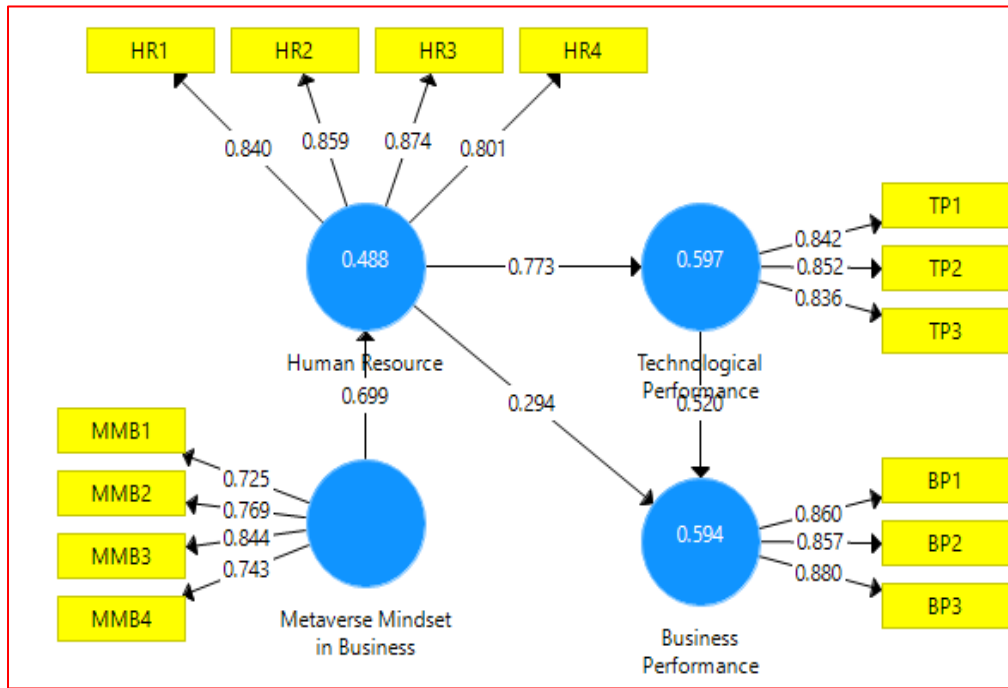 HR1
HR2
HR3
HR4
0.840
0.859
0.874
0.801
TP1
0.842
TP2
0.852
0.836
TP3
0.488
0.773
0.597
Human Resource
Technological
Performance
0.699
0.294
0.520
MMB1
0.725
MMB2
0.769
MMB3
0.844
MMB4
0.743
BP1
0.860
BP2
0.857
BP3
0.880
0.594
Metaverse Mindset
in Business
Business
Performance